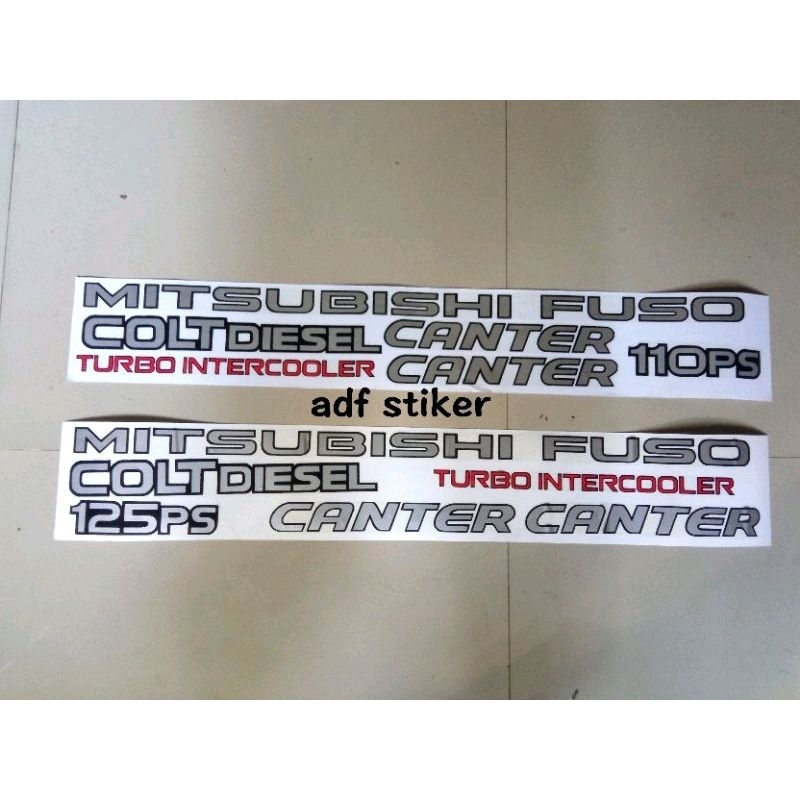 MITSUBISHI FUSO
COLT DIESEL CANTER
TURBO INTERCOOLER CANTER 110PS
adf stiker
MITSUBISHI FUSO
COLT DIESEL TURBO INTERCOOLER
125PS CANTER CANTER